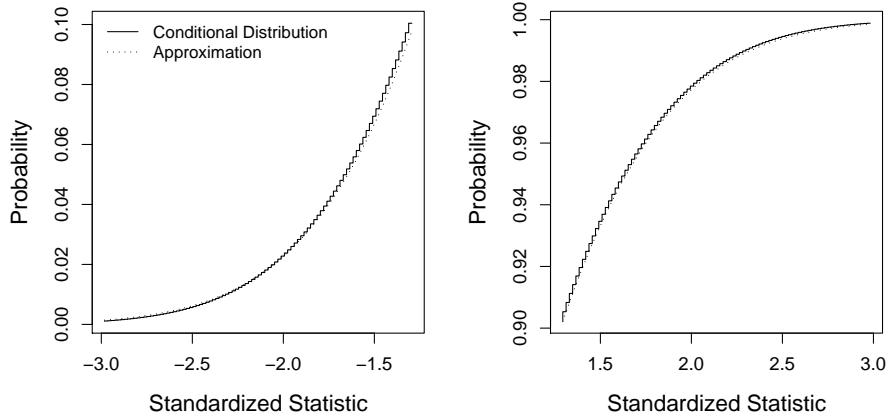 Conditional Distribution
Approximation
0.00
0.02
0.04
0.06
0.08
0.10
Probability
−3.0 −2.5 −2.0 −1.5
Standardized Statistic
0.90
0.92
0.94
0.96
0.98
1.00
Probability
1.5 2.0 2.5 3.0
Standardized Statistic